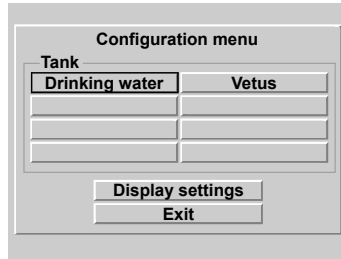 Configuration menu
Tank
Drinking water Vetus
Display settings
Exit